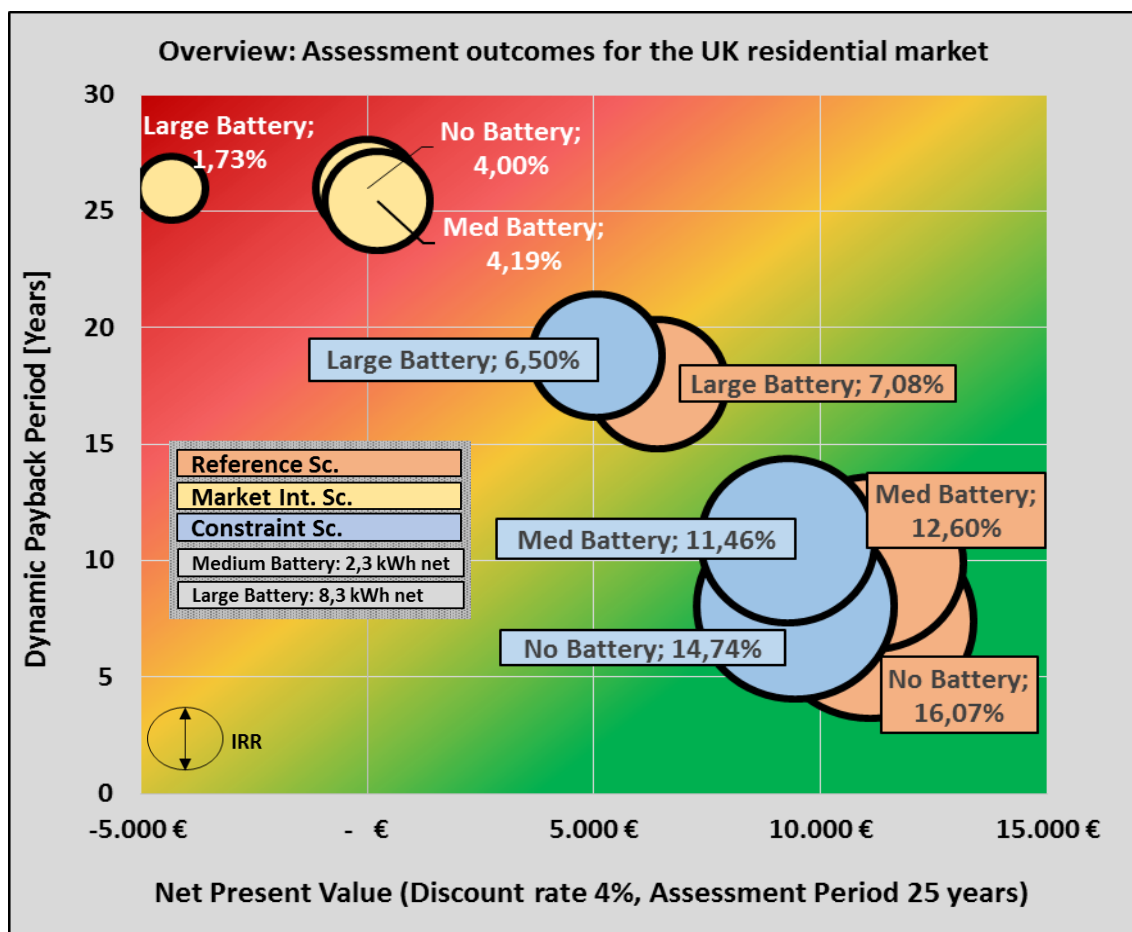 Overview: Assessment outcomes for the UK residential market
30
25
20
15
10
5
0
Dynamic Payback Period [Years]
Large Battery;
1,73%
No Battery;
4,00%
Med Battery;
4,19%
Large Battery; 6,50%
Large Battery; 7,08%
Reference Sc.
Market Int. Sc.
Constraint Sc.
Medium Battery: 2,3 kWh net
Large Battery: 8,3 kWh net
Med Battery;
12,60%
Med Battery; 11,46%
No Battery; 14,74%
No Battery;
16,07%
IRR
-5.000 €
- €
5.000 €
10.000 €
15.000 €
Net Present Value (Discount rate 4%, Assessment Period 25 years)